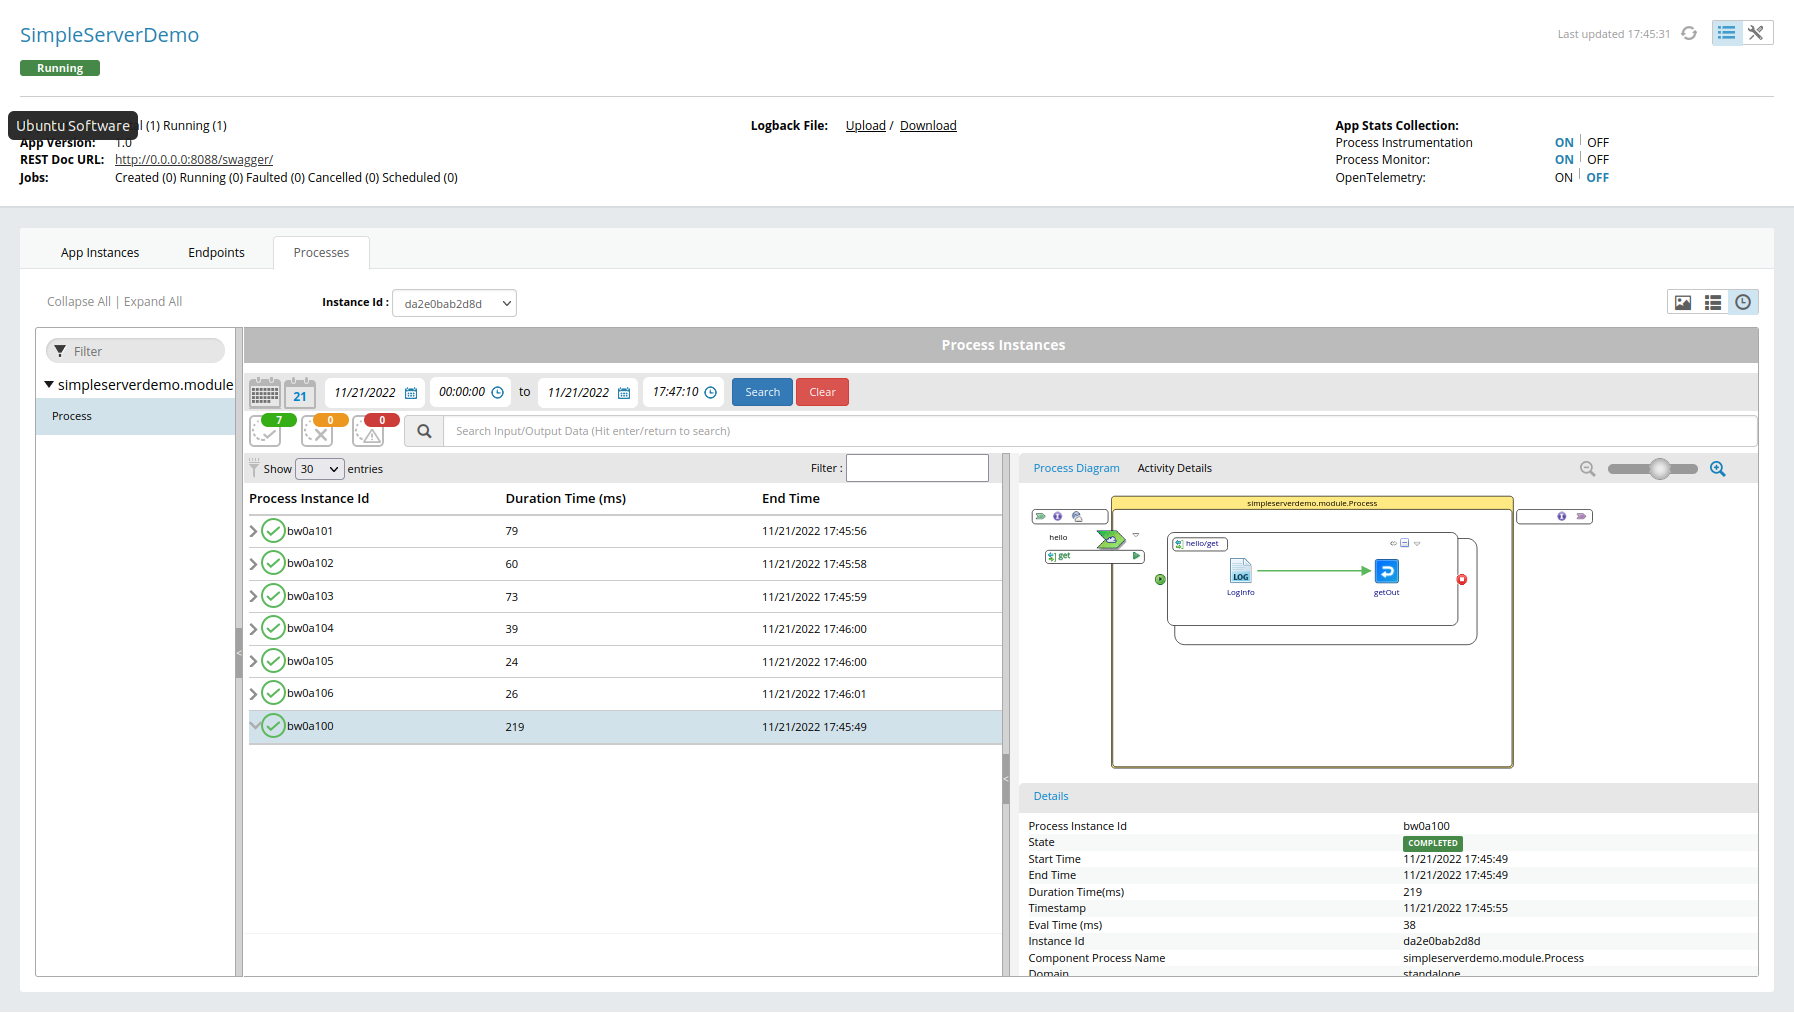 SimpleServerDemo
Last updated 17:45:31
Running
Ubuntu Software
(1) Running (1)
Logback File: Upload / Download
App Stats Collection:
App Version: 1.0
Process Instrumentation ON OFF
REST Doc URL: http://0.0.0.0:8088/swagger/
Process Monitor: ON OFF
Jobs: Created (0) Running (0) Faulted (0) Cancelled (0) Scheduled (0)
OpenTelemetry: ON OFF
App Instances Endpoints Processes
Collapse All | Expand All
Instance Id : da2e0bab2d8d
Filter
simpleserverdemo.module
Process
Process Instances
21 11/21/2022 00:00:00 to 11/21/2022 17:47:10 Search Clear
7 0 0
Search Input/Output Data (Hit enter/return to search)
Show 30 entries Filter :
Process Instance Id Duration Time (ms) End Time
bw0a101 79 11/21/2022 17:45:56
bw0a102 60 11/21/2022 17:45:58
bw0a103 73 11/21/2022 17:45:59
bw0a104 39 11/21/2022 17:46:00
bw0a105 24 11/21/2022 17:46:00
bw0a106 26 11/21/2022 17:46:01
bw0a100 219 11/21/2022 17:45:49
Process Diagram Activity Details
simpleserverdemo.module.Process
hello
get
hello/get
LOG
LogInfo getOut
Details
Process Instance Id bw0a100
State COMPLETED
Start Time 11/21/2022 17:45:49
End Time 11/21/2022 17:45:49
Duration Time(ms) 219
Timestamp 11/21/2022 17:45:55
Eval Time (ms) 38
Instance Id da2e0bab2d8d
Component Process Name simpleserverdemo.module.Process
Domain standalone